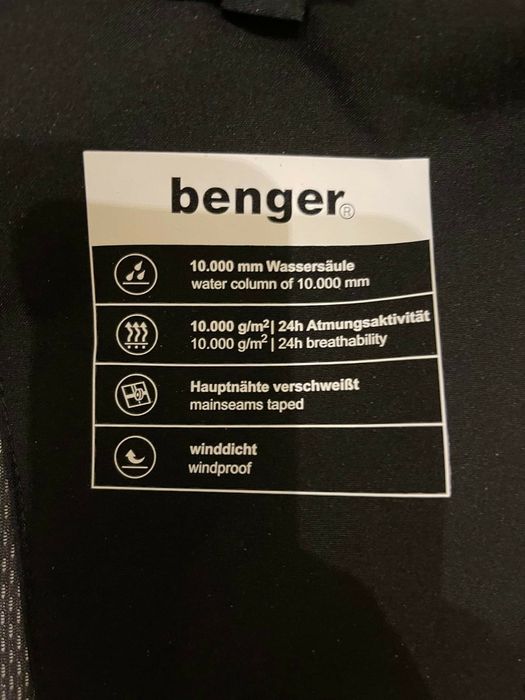 benger®
10.000 mm Wassersäule
water column of 10.000 mm
10.000 g/m²| 24h Atmungsaktivität
10.000 g/m² | 24h breathability
Hauptnähte verschweißt
mainseams taped
winddicht
windproof